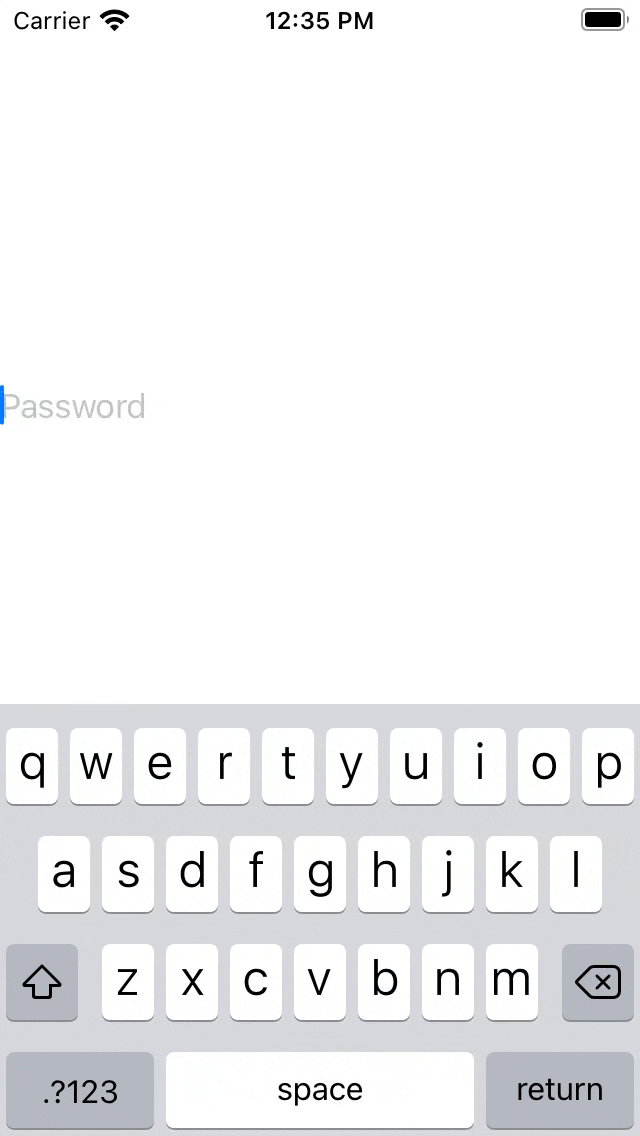 Carrier 12:35 PM
Password
q w e r t y u i o p
a s d f g h j k l
z x c v b n m
.?123 space return